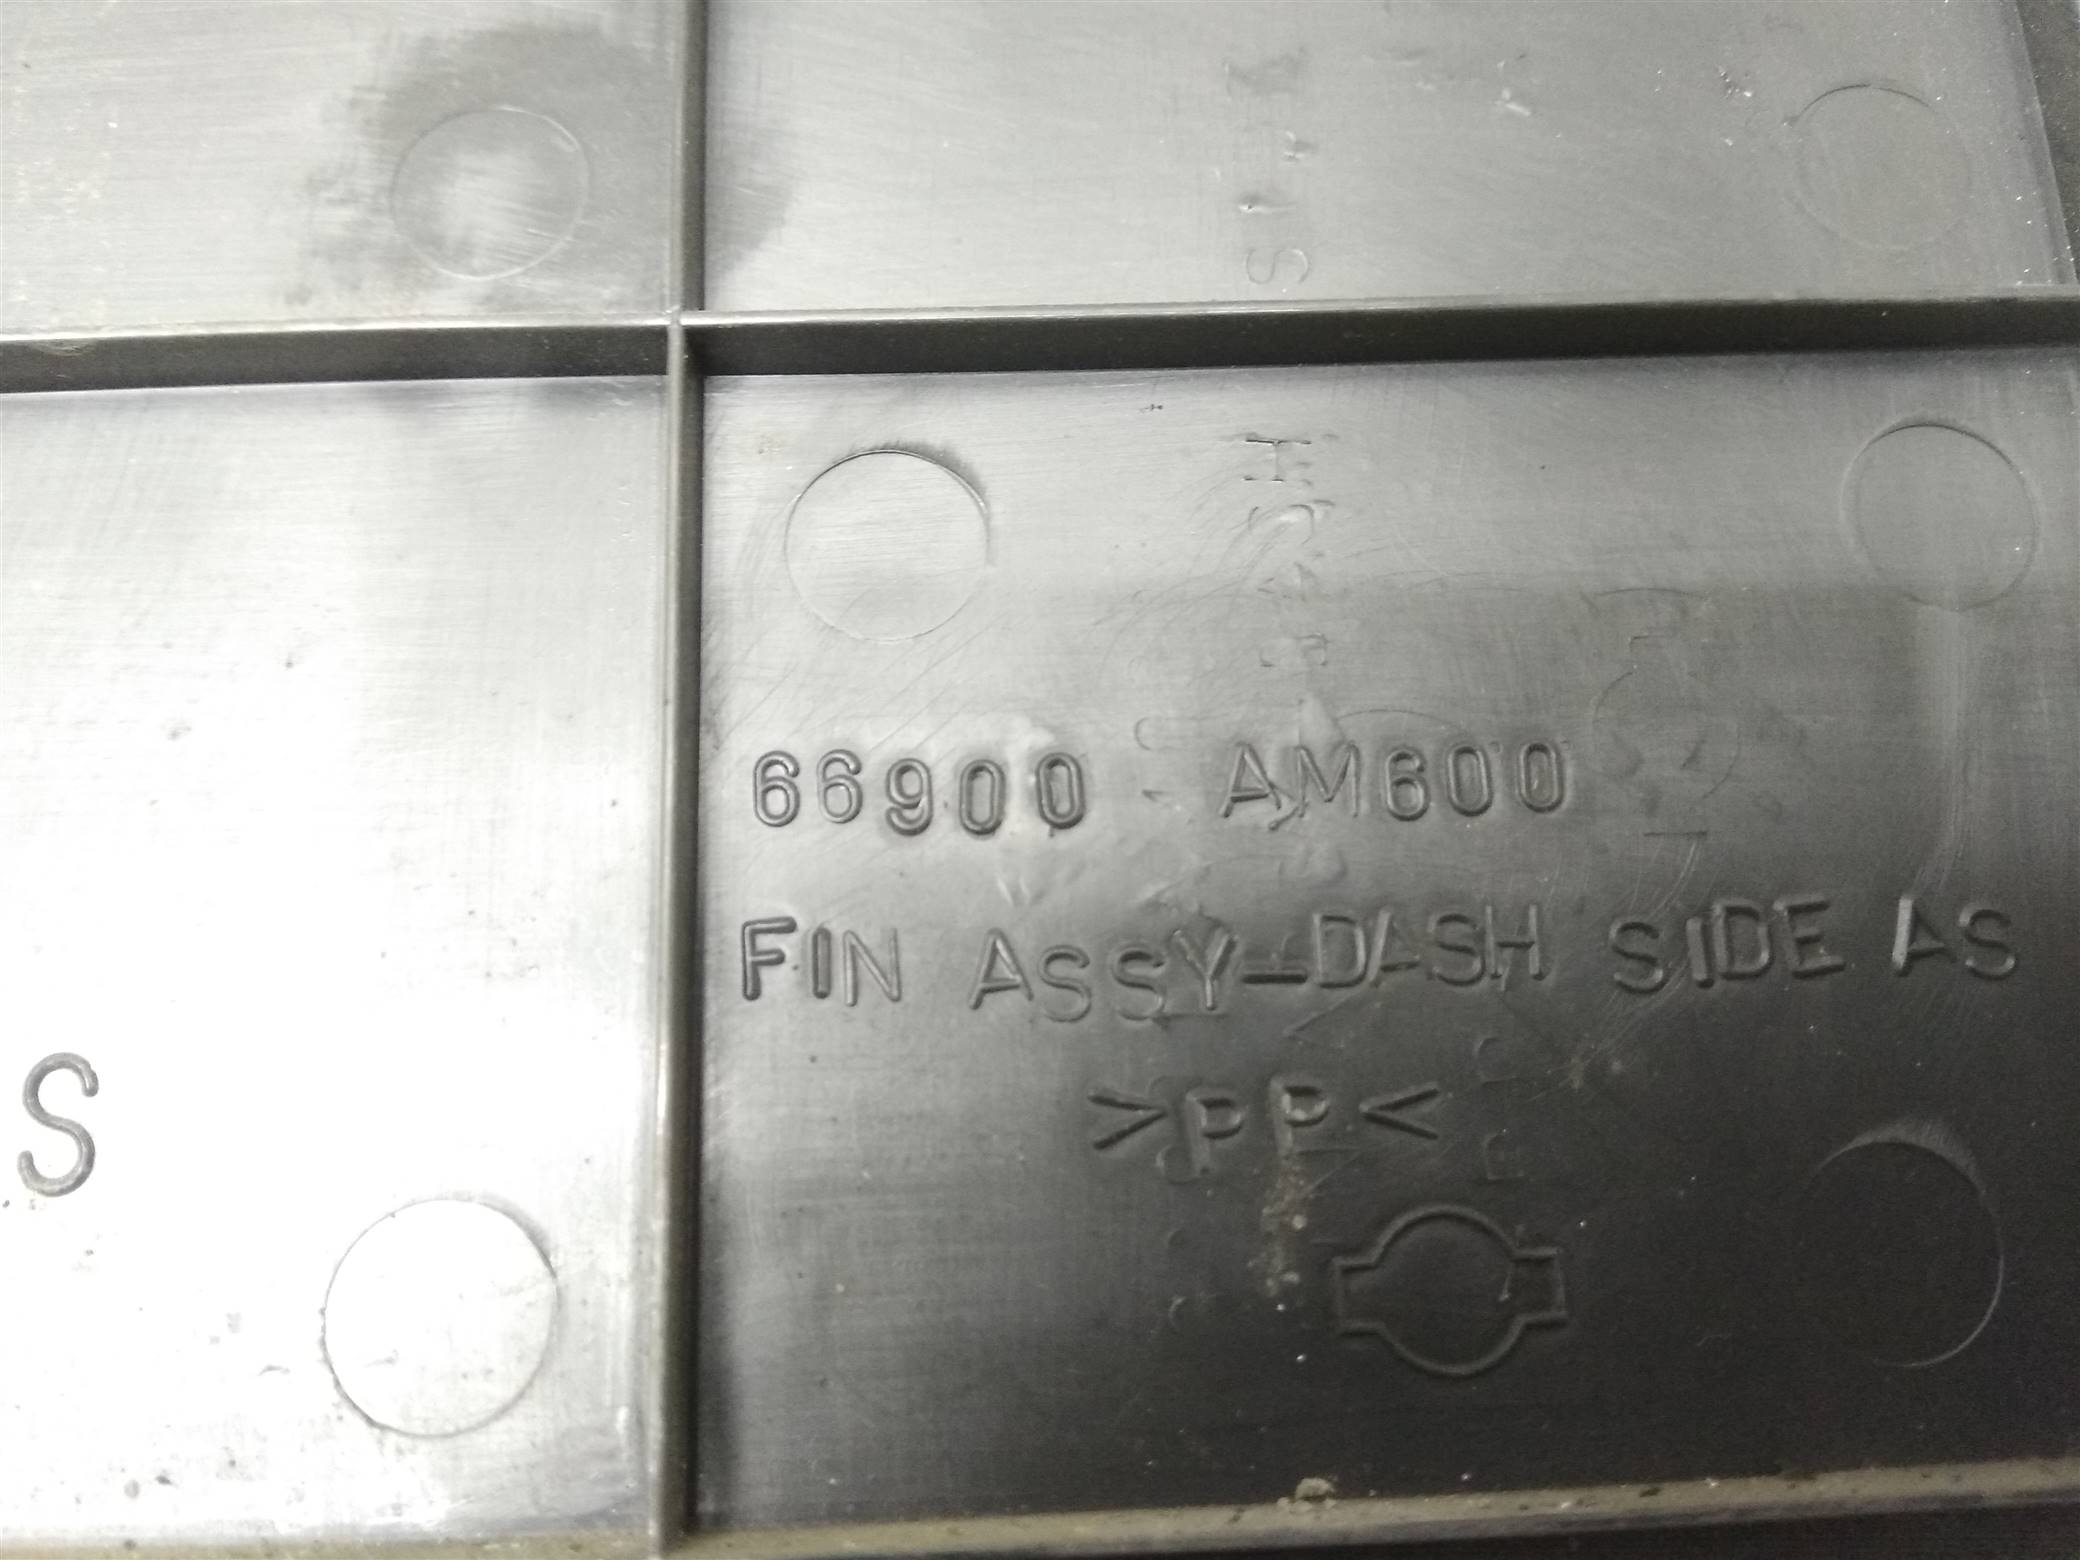 66900 AM600
FIN ASSY-DASH SIDE AS
>PP<
S